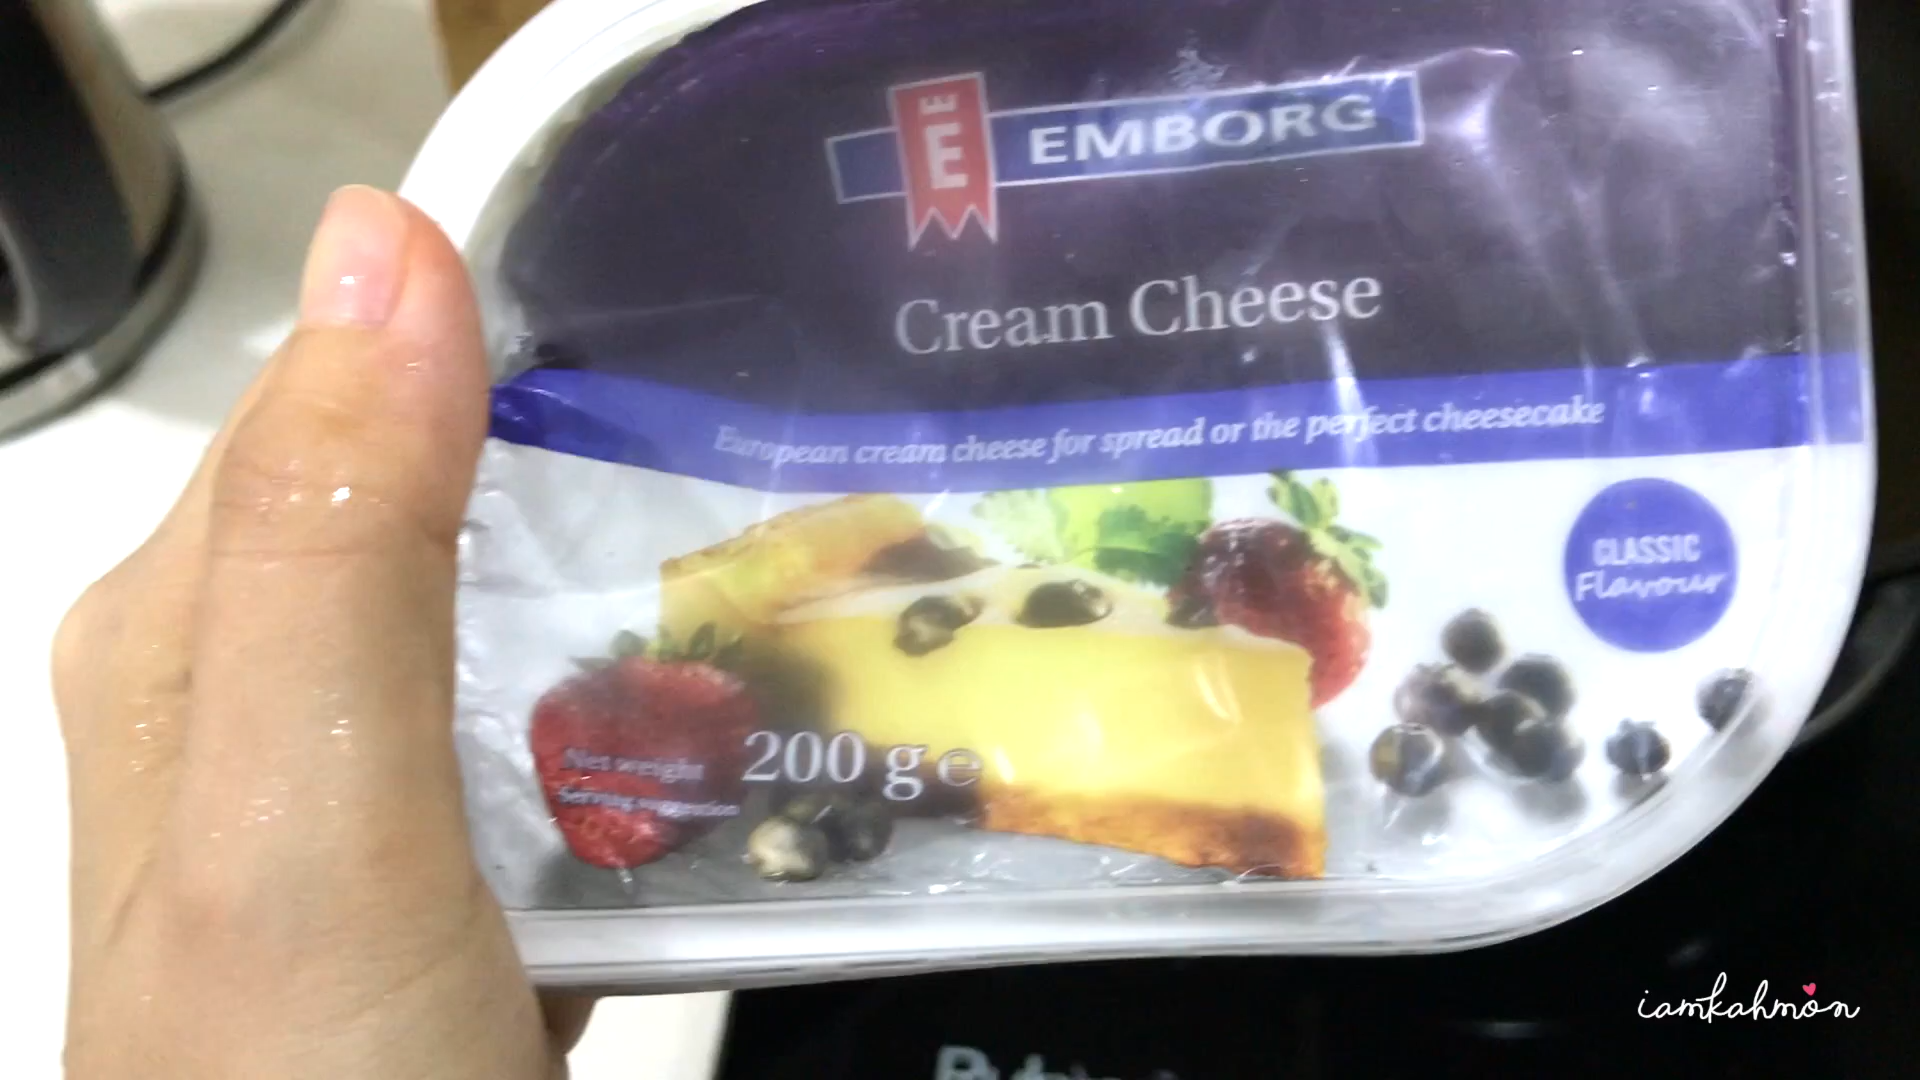 E
EMBORG
Cream Cheese
European cream cheese for spread or the perfect cheesecake
CLASSIC
Flavour
Net weight 200 g e
Serving suggestion
iamkahmon